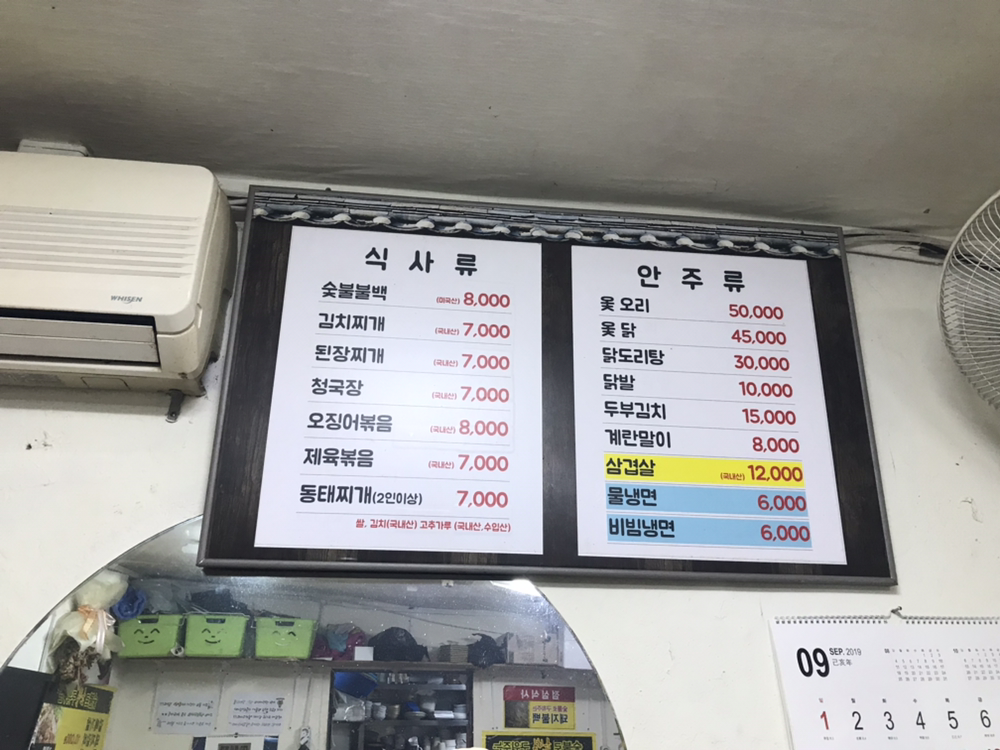 WHISEN
식사류
숯불불백 (미국산) 8,000
김치찌개 (국내산) 7,000
된장찌개 (국내산) 7,000
청국장 (국내산) 7,000
오징어볶음 (국내산) 8,000
제육볶음 (국내산) 7,000
동태찌개(2인이상) 7,000
쌀, 김치(국내산) 고추가루 (국내산,수입산)
안주류
옻 오리 50,000
옻 닭 45,000
닭도리탕 30,000
닭발 10,000
두부김치 15,000
계란말이 8,000
삼겹살 (국내산) 12,000
물냉면 6,000
비빔냉면 6,000
09 SEP. 2019
己亥年
1 2 3 4 5 6